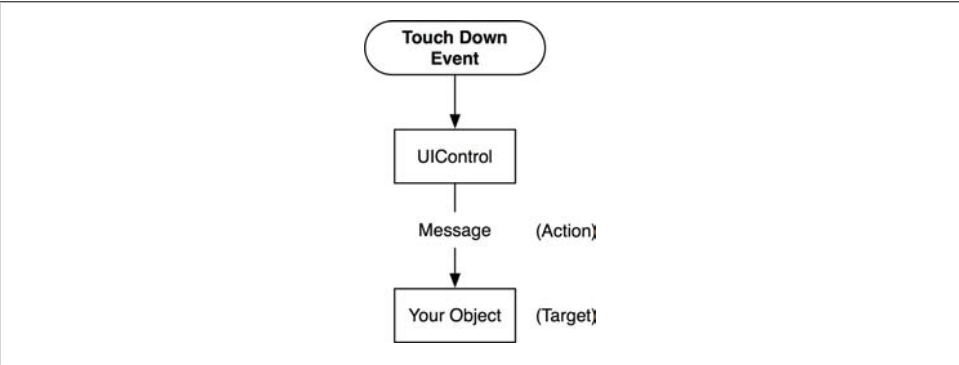 Touch Down
Event
UIControl
Message (Action)
Your Object (Target)